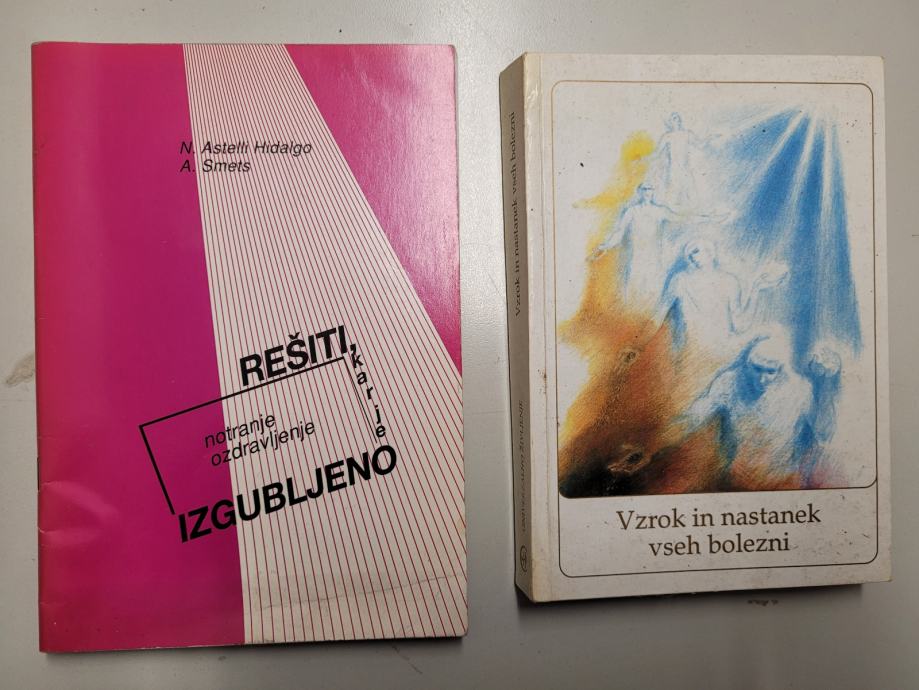 N. Astelli Hidalgo
A. Smets
REŠITI,
kar je
notranje
ozdravljenje
IZGUBLJENO
Vzrok in nastanek vseh bolezni
ŽIVLJENJE
Vzrok in nastanek
vseh bolezni